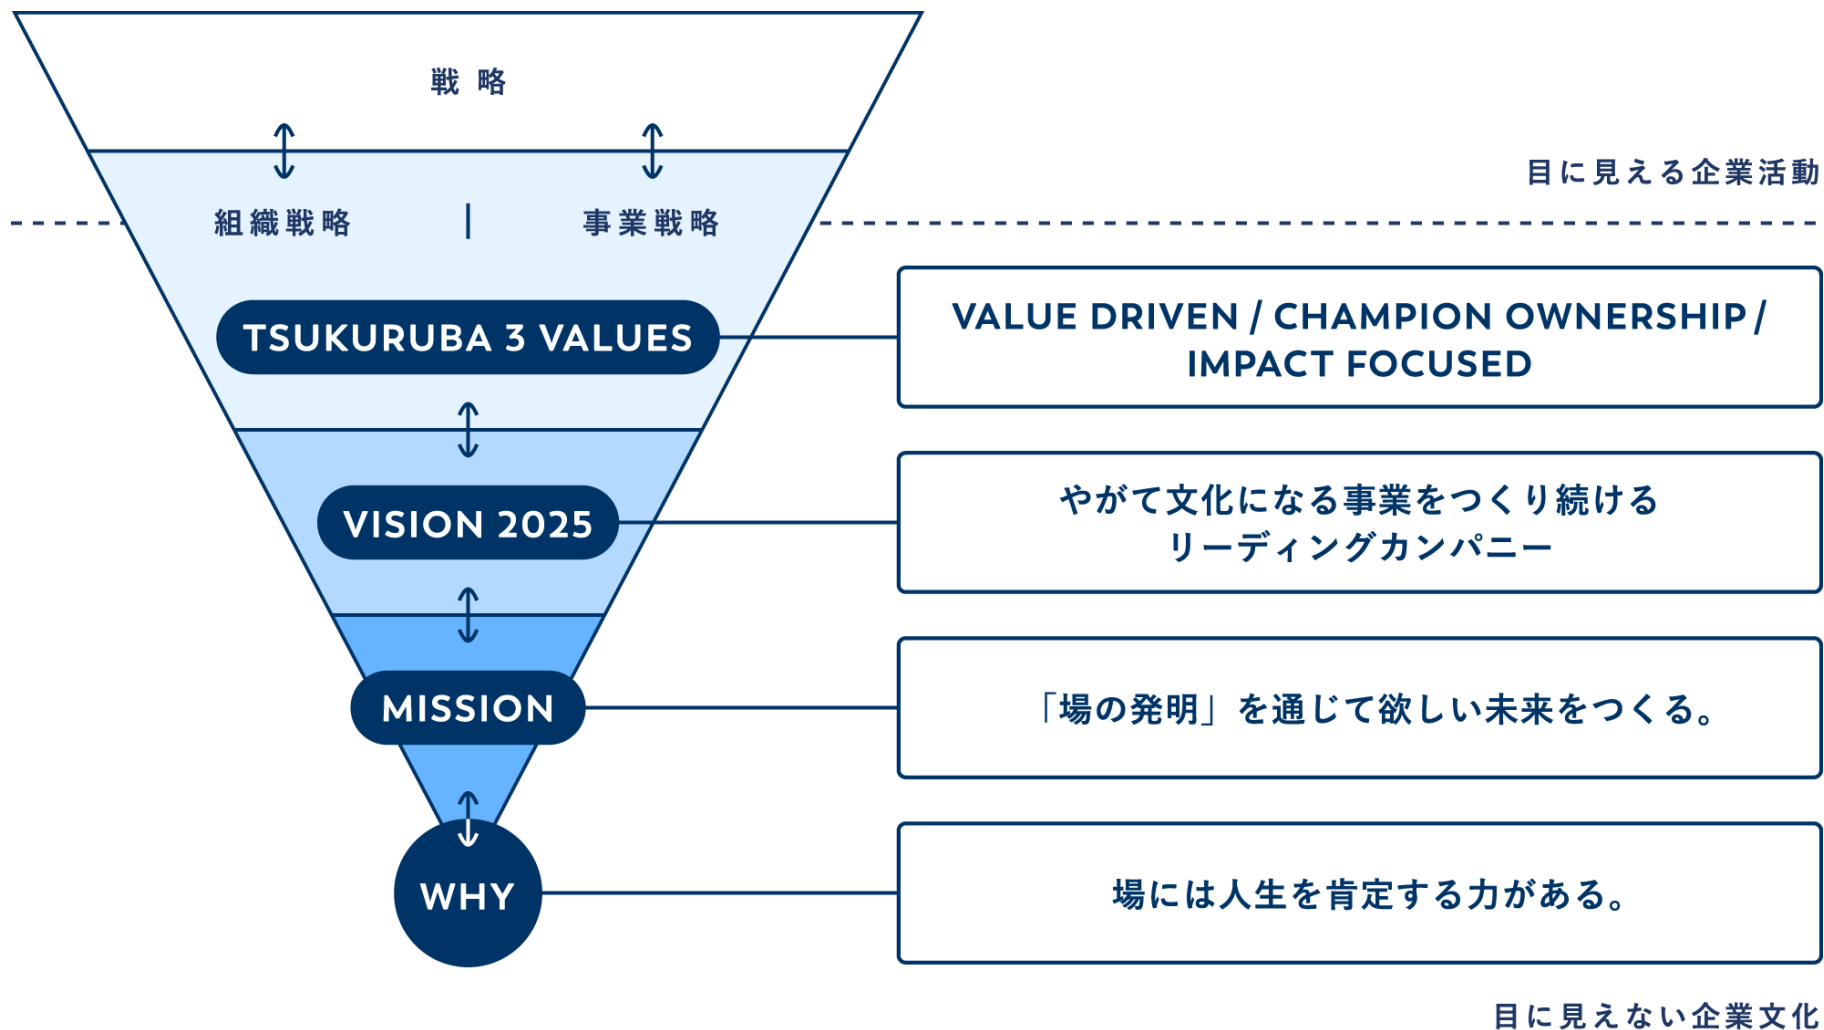 戦略
目に見える企業活動
組織戦略 | 事業戦略
TSUKURUBA 3 VALUES
VALUE DRIVEN / CHAMPION OWNERSHIP /
IMPACT FOCUSED
VISION 2025
やがて文化になる事業をつくり続ける
リーディングカンパニー
MISSION
「場の発明」を通じて欲しい未来をつくる。
WHY
場には人生を肯定する力がある。
目に見えない企業文化